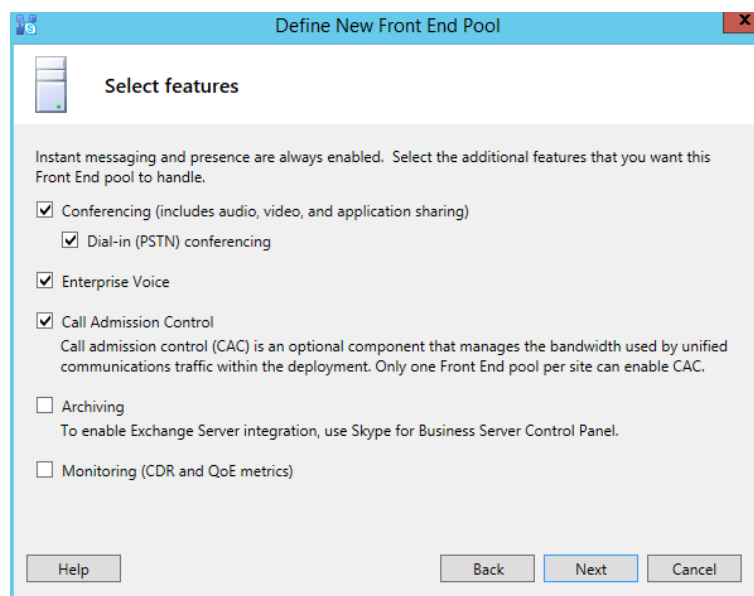 Define New Front End Pool
Select features
Instant messaging and presence are always enabled.  Select the additional features that you want this
Front End pool to handle.
Conferencing (includes audio, video, and application sharing)
Dial-in (PSTN) conferencing
Enterprise Voice
Call Admission Control
Call admission control (CAC) is an optional component that manages the bandwidth used by unified
communications traffic within the deployment. Only one Front End pool per site can enable CAC.
Archiving
To enable Exchange Server integration, use Skype for Business Server Control Panel.
Monitoring (CDR and QoE metrics)
Help Back Next Cancel